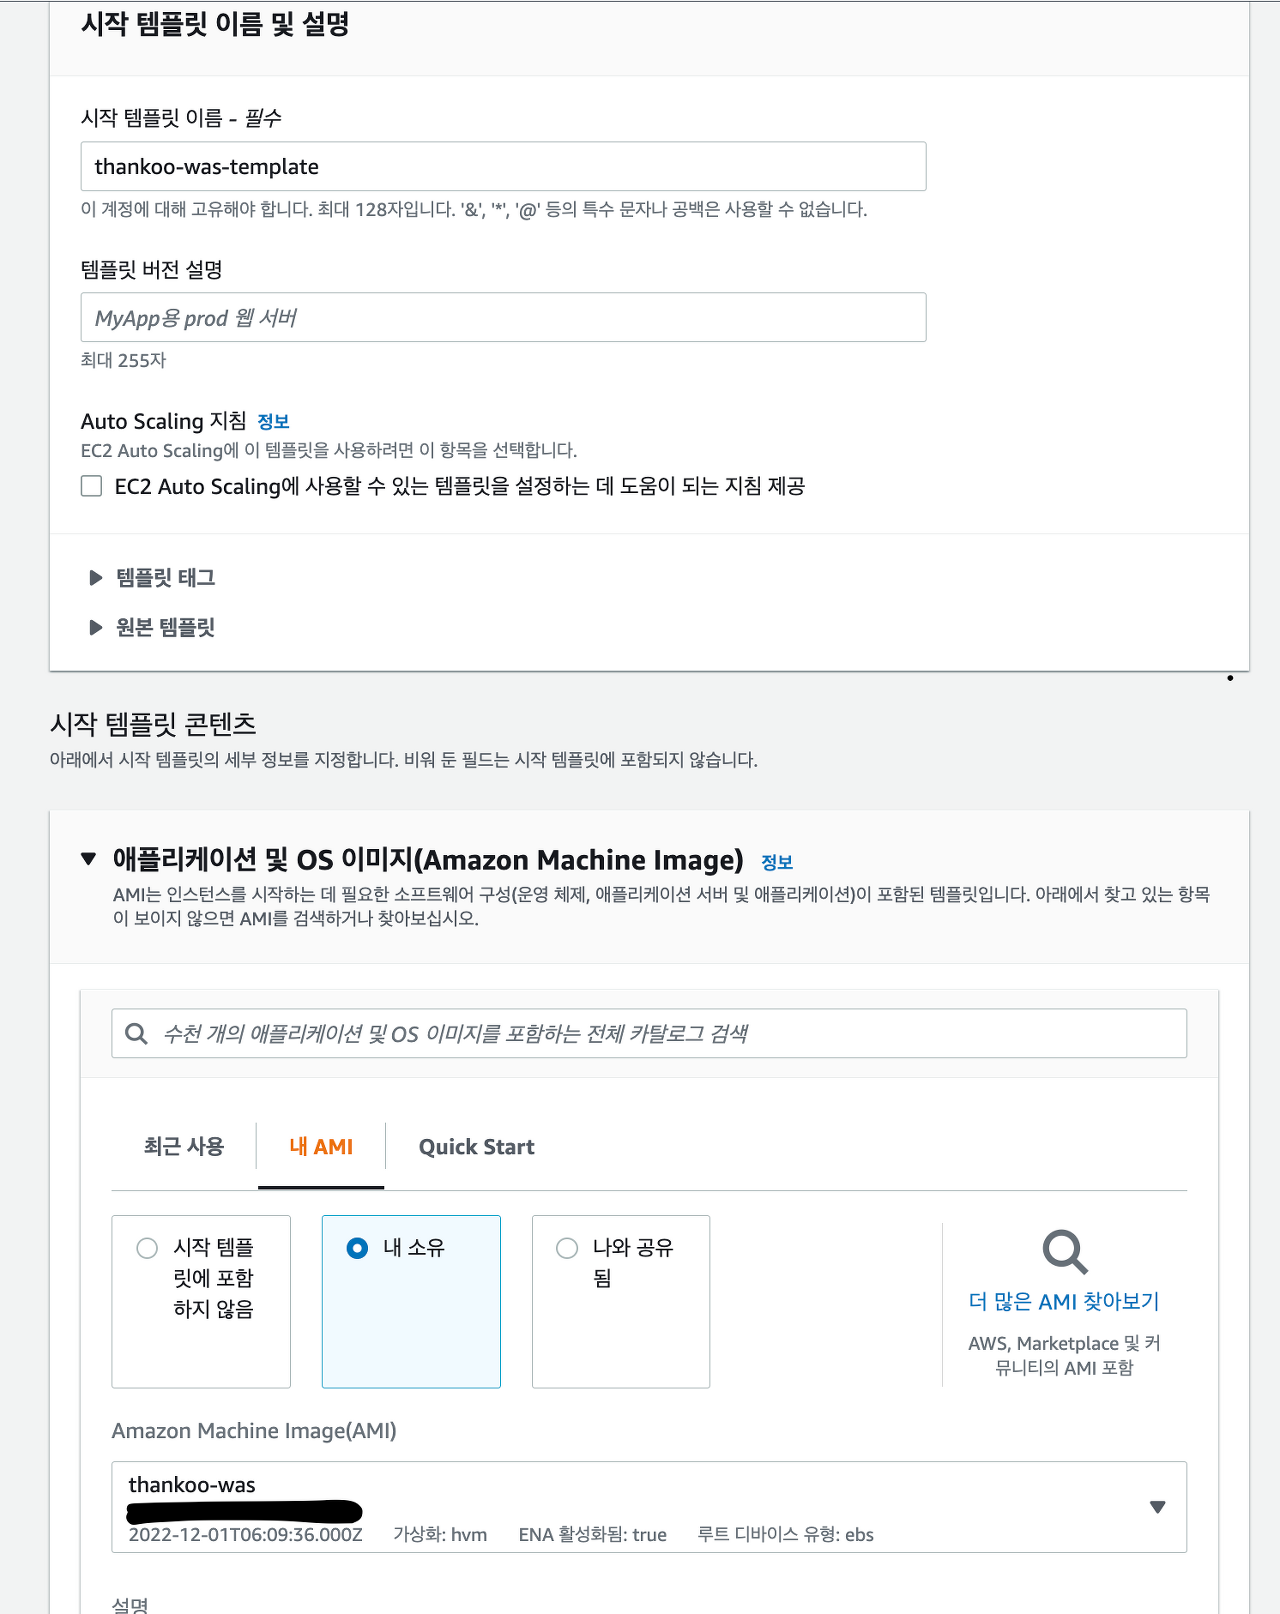 시작 템플릿 이름 및 설명
시작 템플릿 이름 - 필수
thankoo-was-template
이 계정에 대해 고유해야 합니다. 최대 128자입니다. '&', '*', '@' 등의 특수 문자나 공백은 사용할 수 없습니다.
템플릿 버전 설명
MyApp용 prod 웹 서버
최대 255자
Auto Scaling 지침 정보
EC2 Auto Scaling에 이 템플릿을 사용하려면 이 항목을 선택합니다.
EC2 Auto Scaling에 사용할 수 있는 템플릿을 설정하는 데 도움이 되는 지침 제공
템플릿 태그
원본 템플릿
시작 템플릿 콘텐츠
아래에서 시작 템플릿의 세부 정보를 지정합니다. 비워 둔 필드는 시작 템플릿에 포함되지 않습니다.
애플리케이션 및 OS 이미지(Amazon Machine Image) 정보
AMI는 인스턴스를 시작하는 데 필요한 소프트웨어 구성(운영 체제, 애플리케이션 서버 및 애플리케이션)이 포함된 템플릿입니다. 아래에서 찾고 있는 항목
이 보이지 않으면 AMI를 검색하거나 찾아보십시오.
수천 개의 애플리케이션 및 OS 이미지를 포함하는 전체 카탈로그 검색
최근 사용
내 AMI
Quick Start
시작 템플
릿에 포함
하지 않음
내 소유
나와 공유
됨
더 많은 AMI 찾아보기
AWS, Marketplace 및 커
뮤니티의 AMI 포함
Amazon Machine Image(AMI)
thankoo-was
2022-12-01T06:09:36.000Z 가상화: hvm ENA 활성화됨: true 루트 디바이스 유형: ebs
설명